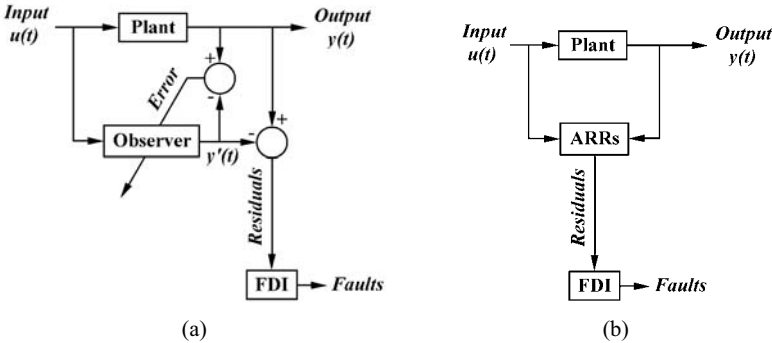 Input
u(t)
Plant
Output
y(t)
+
-
Error
Observer
y'(t)
-
+
Residuals
FDI
Faults
(a)
Input
u(t)
Plant
Output
y(t)
ARRs
Residuals
FDI
Faults
(b)